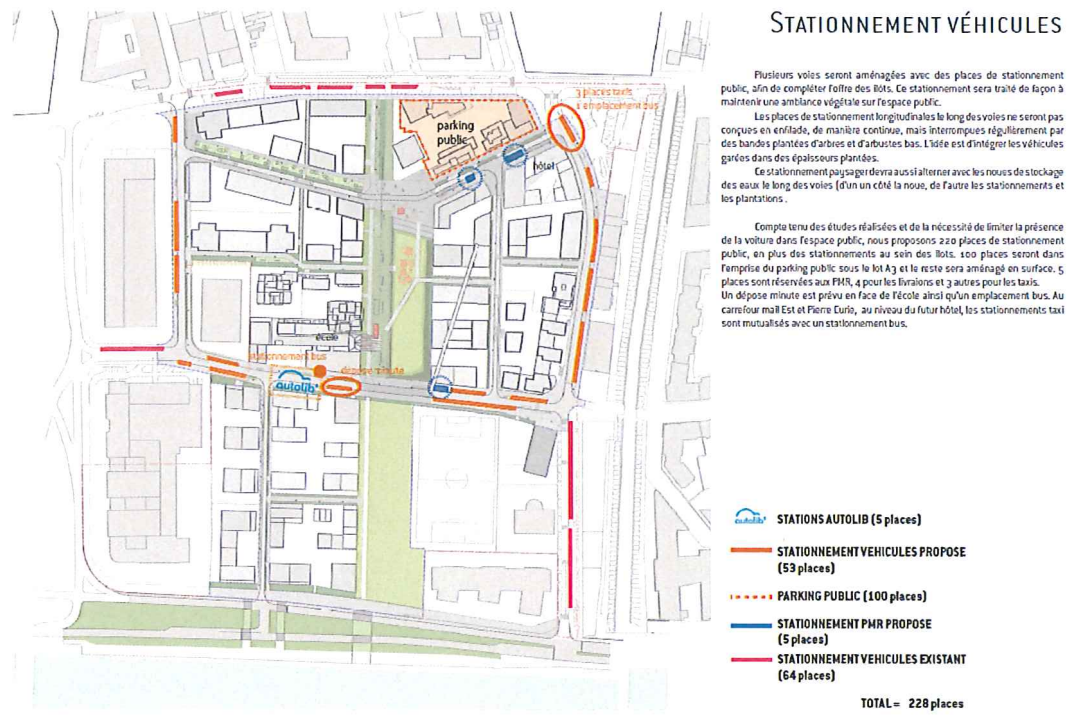 STATIONNEMENT VÉHICULES
Plusieurs voies seront aménagées avec des places de stationnement
public, afin de compléter l'offre des îlots. Ce stationnement sera traité de façon à
maintenir une ambiance végétale sur l'espace public.
Les places de stationnement longitudinales le long des voies ne seront pas
conçues en enfilade, de manière continue, mais interrompues régulièrement par
des bandes plantées d'arbres et d'arbustes bas. L'idée est d'intégrer les véhicules
garées dans des épaisseurs plantées.
Ce stationnement paysager devra aussi alterner avec les noues de stockage
des eaux le long des voies (d'un un côté la noue, de l'autre les stationnements et
les plantations .
Compte tenu des études réalisées et de la nécessité de limiter la présence
de la voiture dans l'espace public, nous proposons 220 places de stationnement
public, en plus des stationnements au sein des îlots. 100 places seront dans
l'emprise du parking public sous le lot A3 et le reste sera aménagé en surface. 5
places sont réservées aux PMR, 4 pour les livraions et 3 autres pour les taxis.
Un dépose minute est prévu en face de l'école ainsi qu'un emplacement bus. Au
carrefour mail Est et Pierre Curie, au niveau du futur hôtel, les stationnements taxi
sont mutualisés avec un stationnement bus.
3 places taxis
1 emplacement bus
parking
public
hôtel
école
stationnement bus
dépose minute
autolib'
autolib'
STATIONS AUTOLIB (5 places)
STATIONNEMENT VEHICULES PROPOSE
(53 places)
PARKING PUBLIC (100 places)
STATIONNEMENT PMR PROPOSE
(5 places)
STATIONNEMENT VEHICULES EXISTANT
(64 places)
TOTAL = 228 places